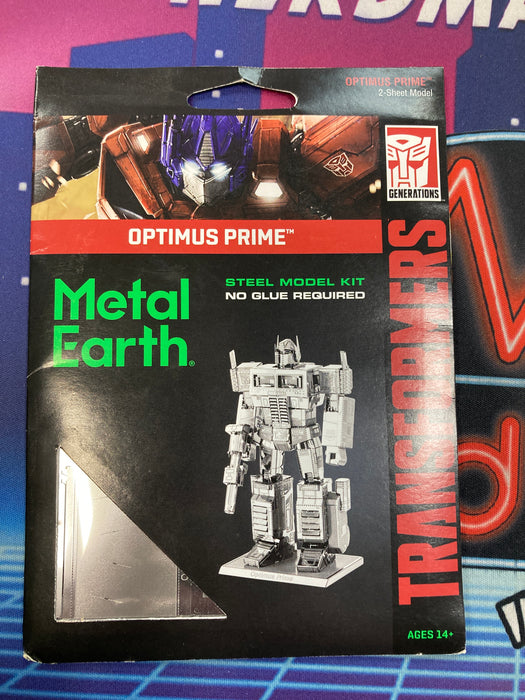 OPTIMUS PRIME™
2-Sheet Model
GENERATIONS
OPTIMUS PRIME™
Metal
Earth®
STEEL MODEL KIT
NO GLUE REQUIRED
TRANSFORMERS
Optimus Prime
AGES 14+